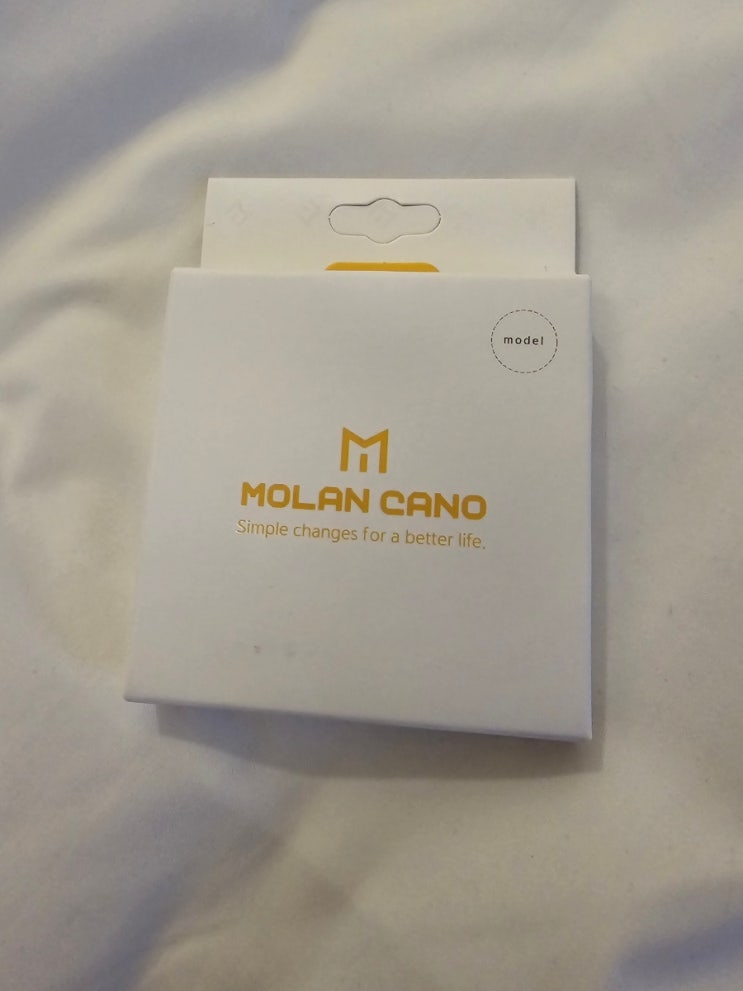 model
MOLAN CANO
Simple changes for a better life.